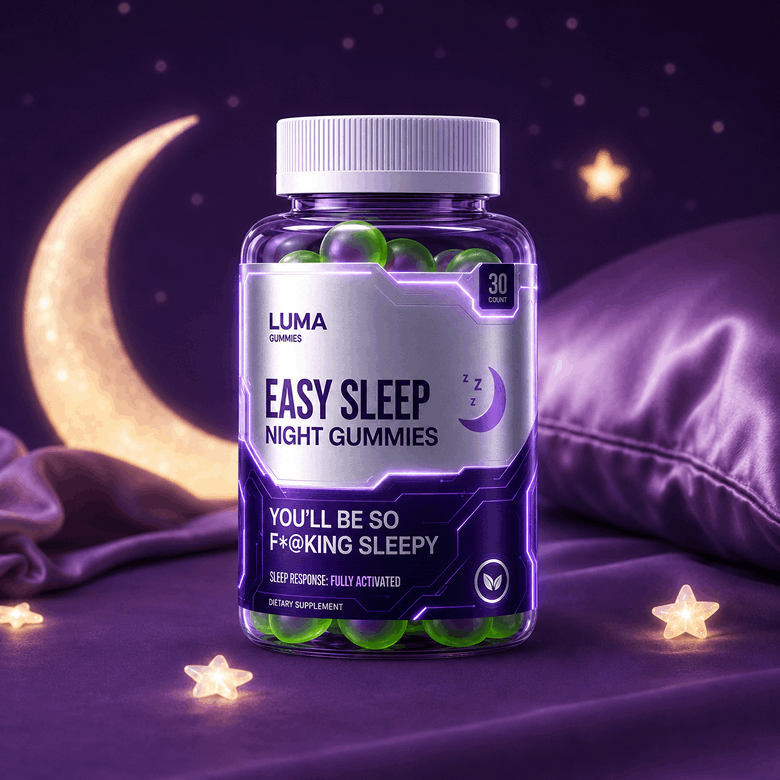 30
COUNT
LUMA
GUMMIES
EASY SLEEP
NIGHT GUMMIES
z Z
z
YOU'LL BE SO
F*@KING SLEEPY
SLEEP RESPONSE: FULLY ACTIVATED
DIETARY SUPPLEMENT